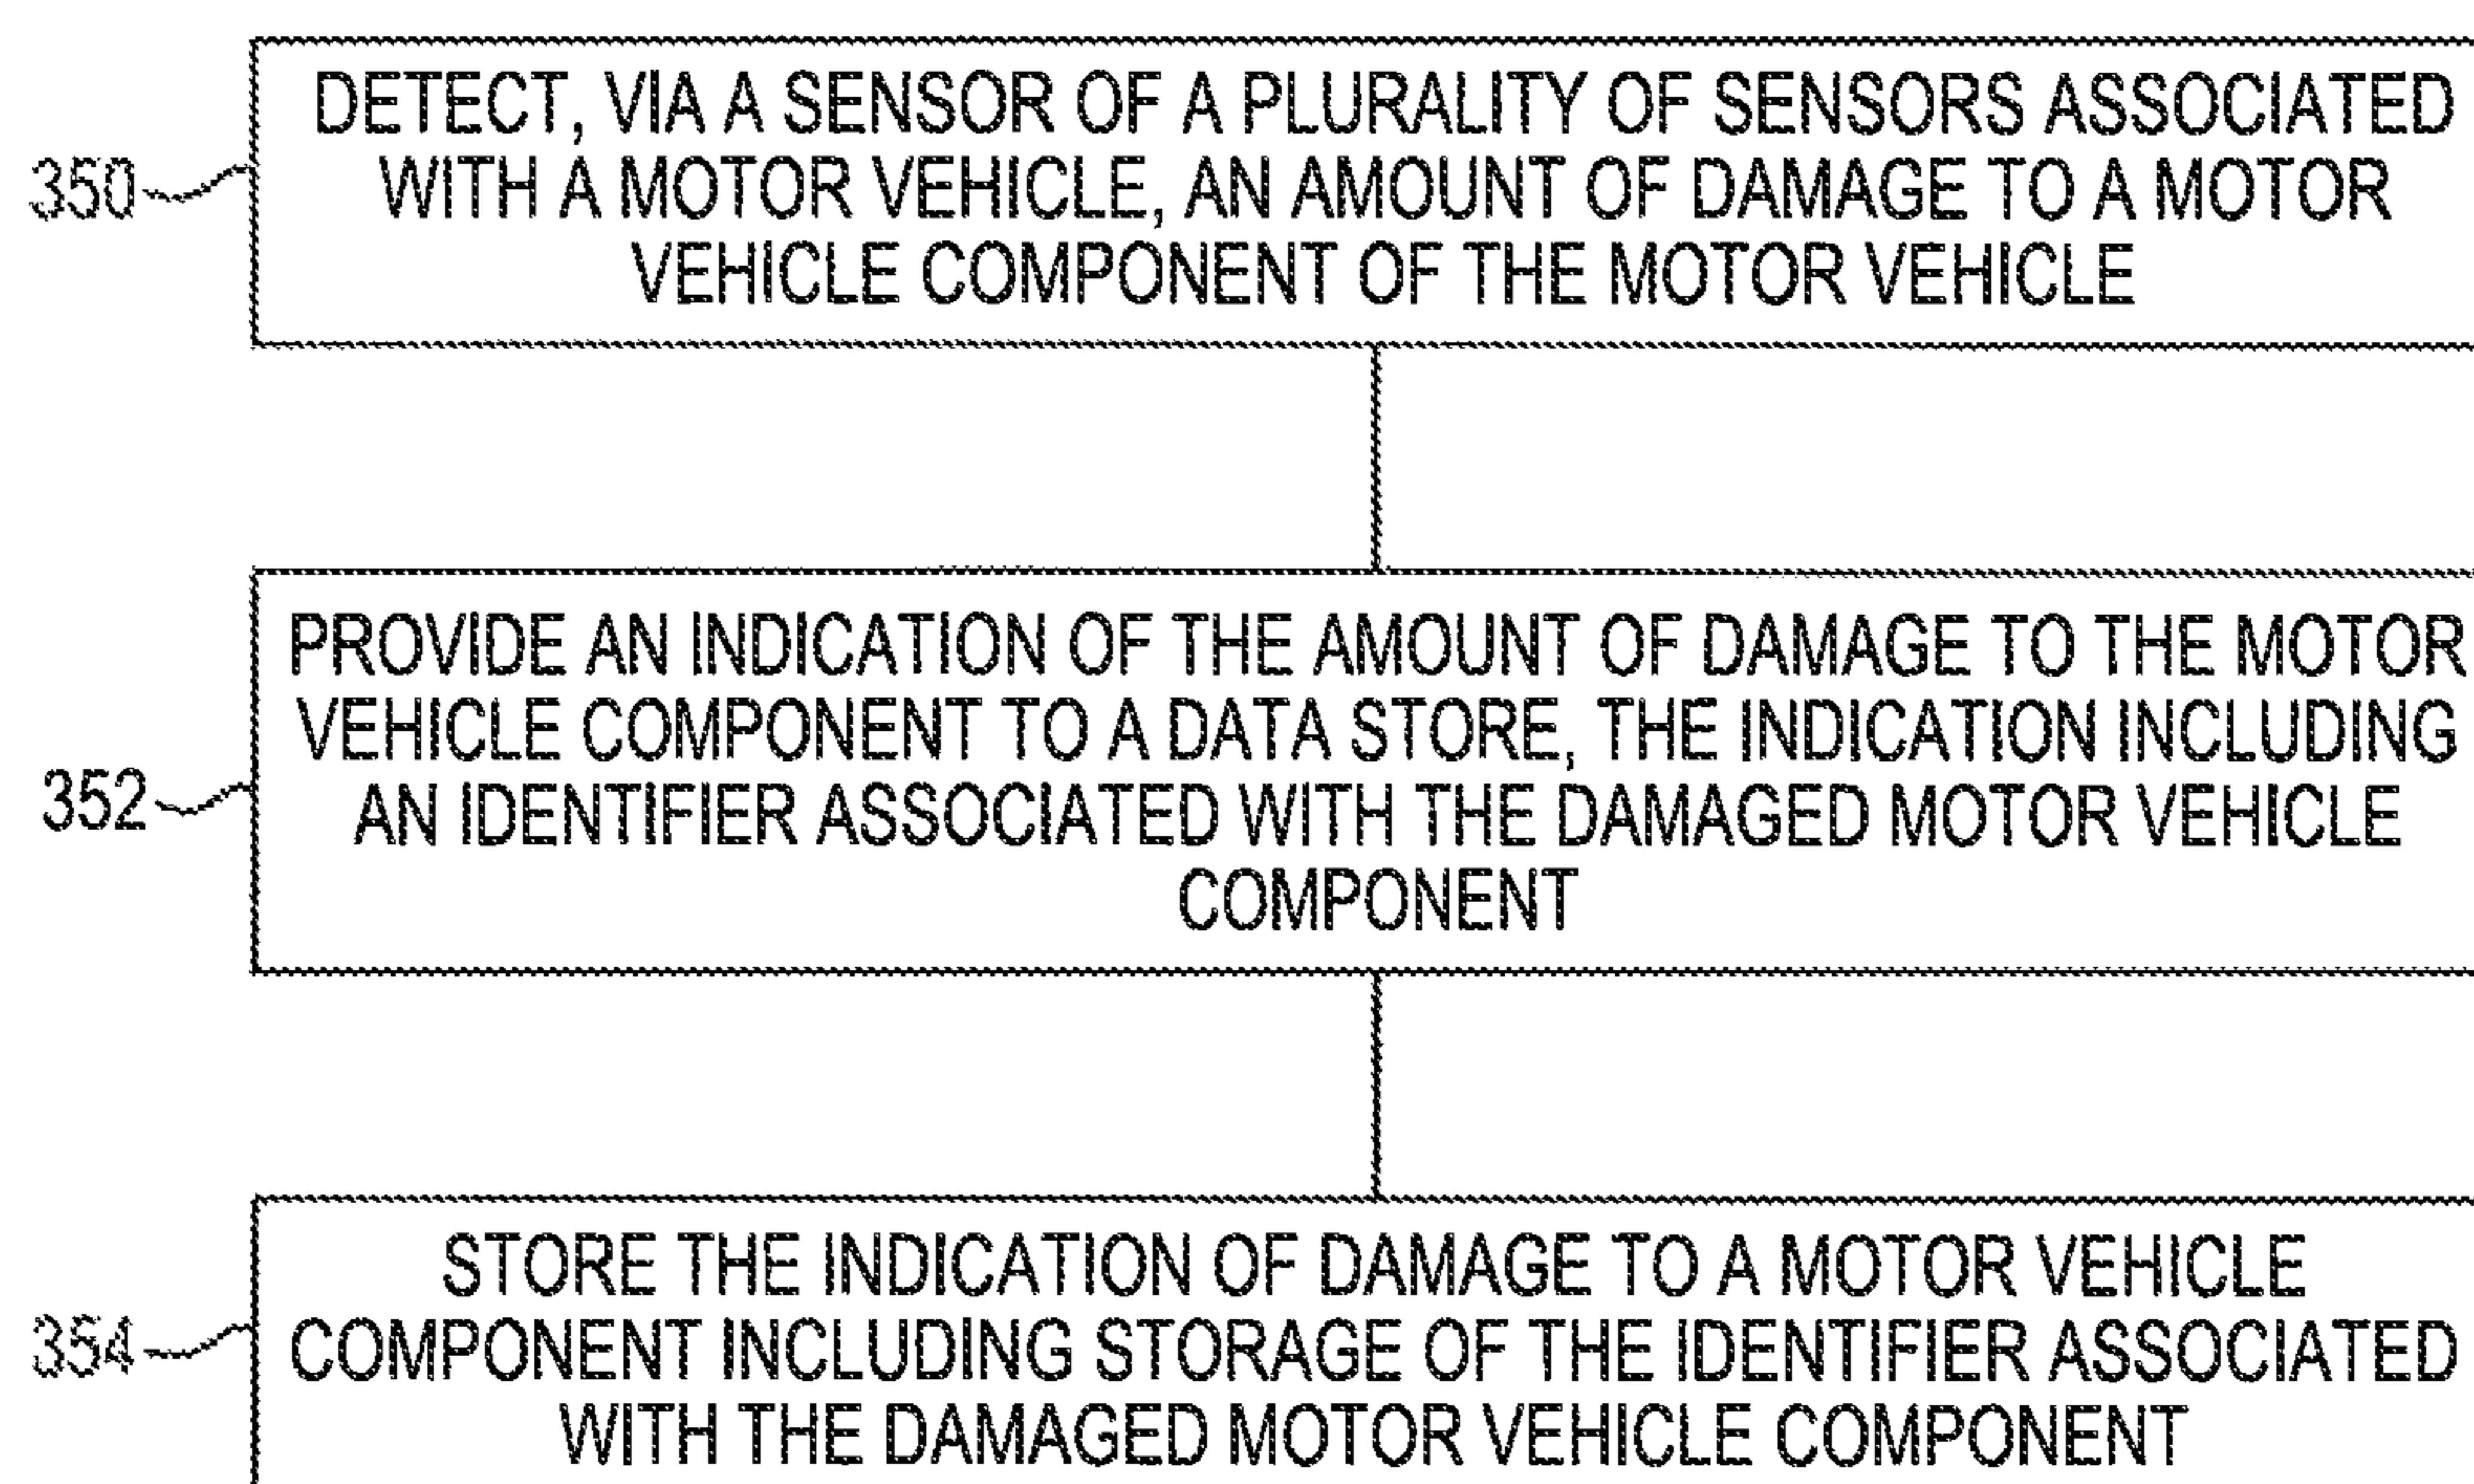 350
DETECT, VIA A SENSOR OF A PLURALITY OF SENSORS ASSOCIATED
WITH A MOTOR VEHICLE, AN AMOUNT OF DAMAGE TO A MOTOR
VEHICLE COMPONENT OF THE MOTOR VEHICLE
352
PROVIDE AN INDICATION OF THE AMOUNT OF DAMAGE TO THE MOTOR
VEHICLE COMPONENT TO A DATA STORE, THE INDICATION INCLUDING
AN IDENTIFIER ASSOCIATED WITH THE DAMAGED MOTOR VEHICLE
COMPONENT
354
STORE THE INDICATION OF DAMAGE TO A MOTOR VEHICLE
COMPONENT INCLUDING STORAGE OF THE IDENTIFIER ASSOCIATED
WITH THE DAMAGED MOTOR VEHICLE COMPONENT